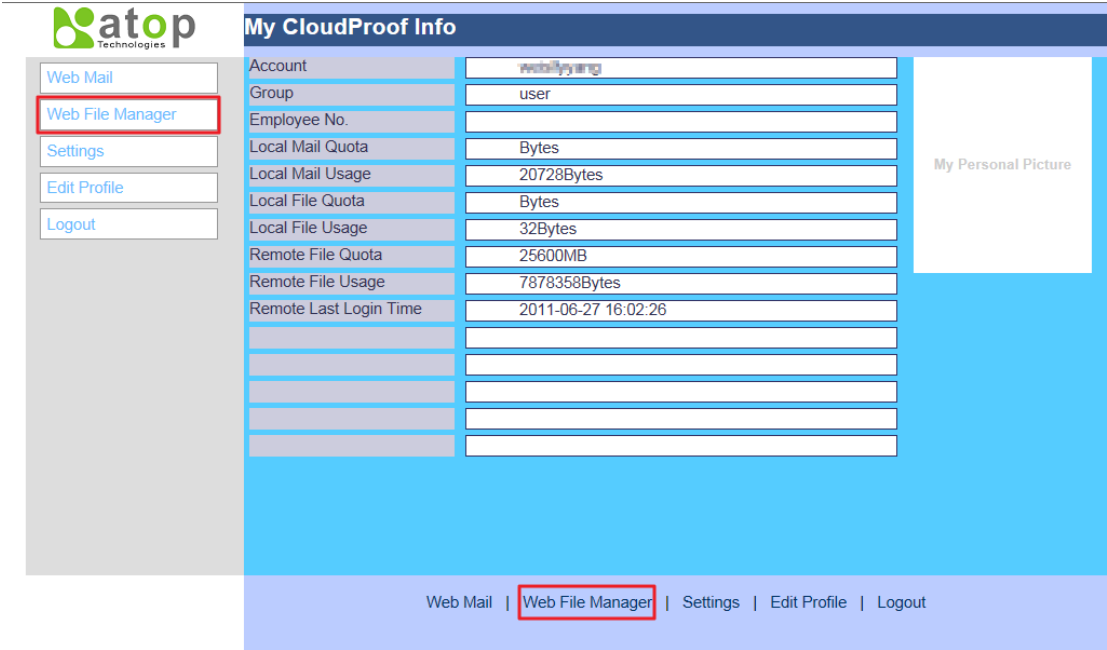 atop
Technologies
My CloudProof Info
Web Mail
Web File Manager
Settings
Edit Profile
Logout
Account
Group user
Employee No.
Local Mail Quota Bytes
Local Mail Usage 20728Bytes
Local File Quota Bytes
Local File Usage 32Bytes
Remote File Quota 25600MB
Remote File Usage 7878358Bytes
Remote Last Login Time 2011-06-27 16:02:26
My Personal Picture
Web Mail | Web File Manager | Settings | Edit Profile | Logout